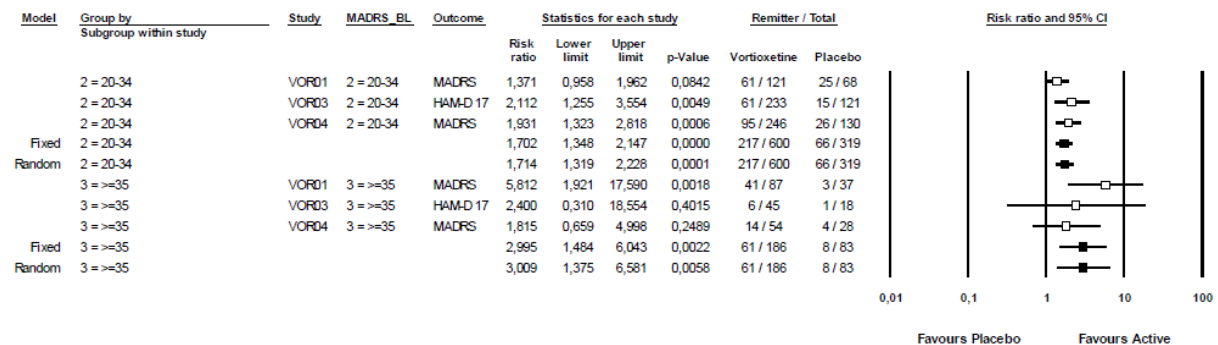 Model Group by Study MADRS_BL Outcome Statistics for each study Remitter / Total Risk ratio and 95% CI
Subgroup within study
Risk ratio Lower limit Upper limit p-Value Vortioxetine Placebo
2 = 20-34 VOR01 2 = 20-34 MADRS 1,371 0,958 1,962 0,0842 61 / 121 25 / 68
2 = 20-34 VOR03 2 = 20-34 HAM-D 17 2,112 1,255 3,554 0,0049 61 / 233 15 / 121
2 = 20-34 VOR04 2 = 20-34 MADRS 1,931 1,323 2,818 0,0006 95 / 246 26 / 130
Fixed 2 = 20-34 1,702 1,348 2,147 0,0000 217 / 600 66 / 319
Random 2 = 20-34 1,714 1,319 2,228 0,0001 217 / 600 66 / 319
3 = >=35 VOR01 3 = >=35 MADRS 5,812 1,921 17,590 0,0018 41 / 87 3 / 37
3 = >=35 VOR03 3 = >=35 HAM-D 17 2,400 0,310 18,554 0,4015 6 / 45 1 / 18
3 = >=35 VOR04 3 = >=35 MADRS 1,815 0,659 4,998 0,2489 14 / 54 4 / 28
Fixed 3 = >=35 2,995 1,484 6,043 0,0022 61 / 186 8 / 83
Random 3 = >=35 3,009 1,375 6,581 0,0058 61 / 186 8 / 83
0,01 0,1 1 10 100
Favours Placebo Favours Active